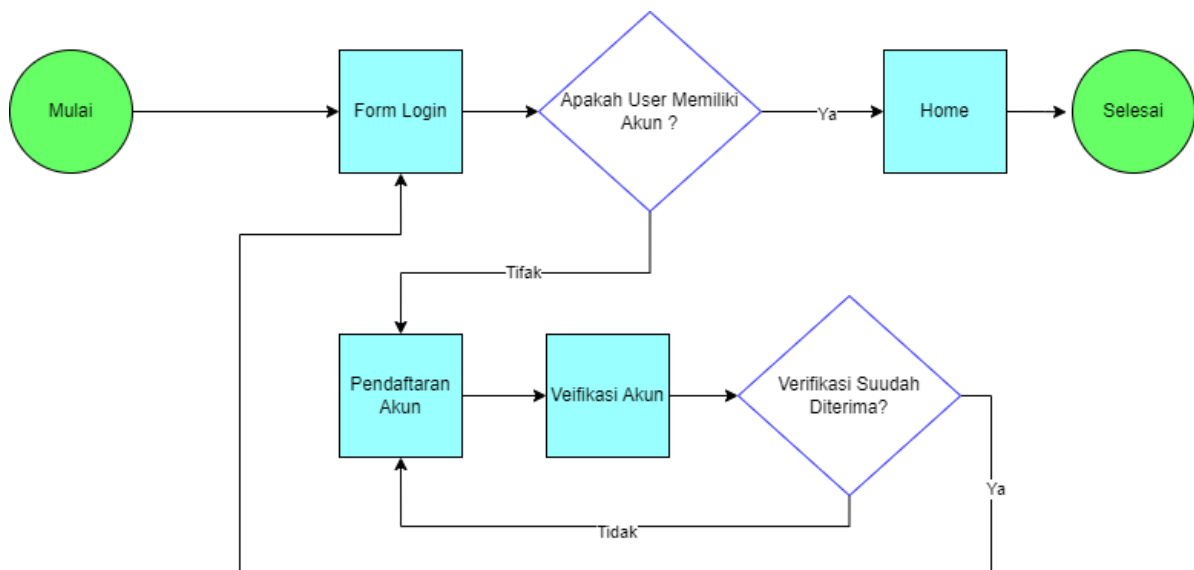 Mulai
Form Login
Apakah User Memiliki
Akun ?
Ya
Home
Selesai
Tifak
Pendaftaran
Akun
Veifikasi Akun
Verifikasi Suudah
Diterima?
Ya
Tidak